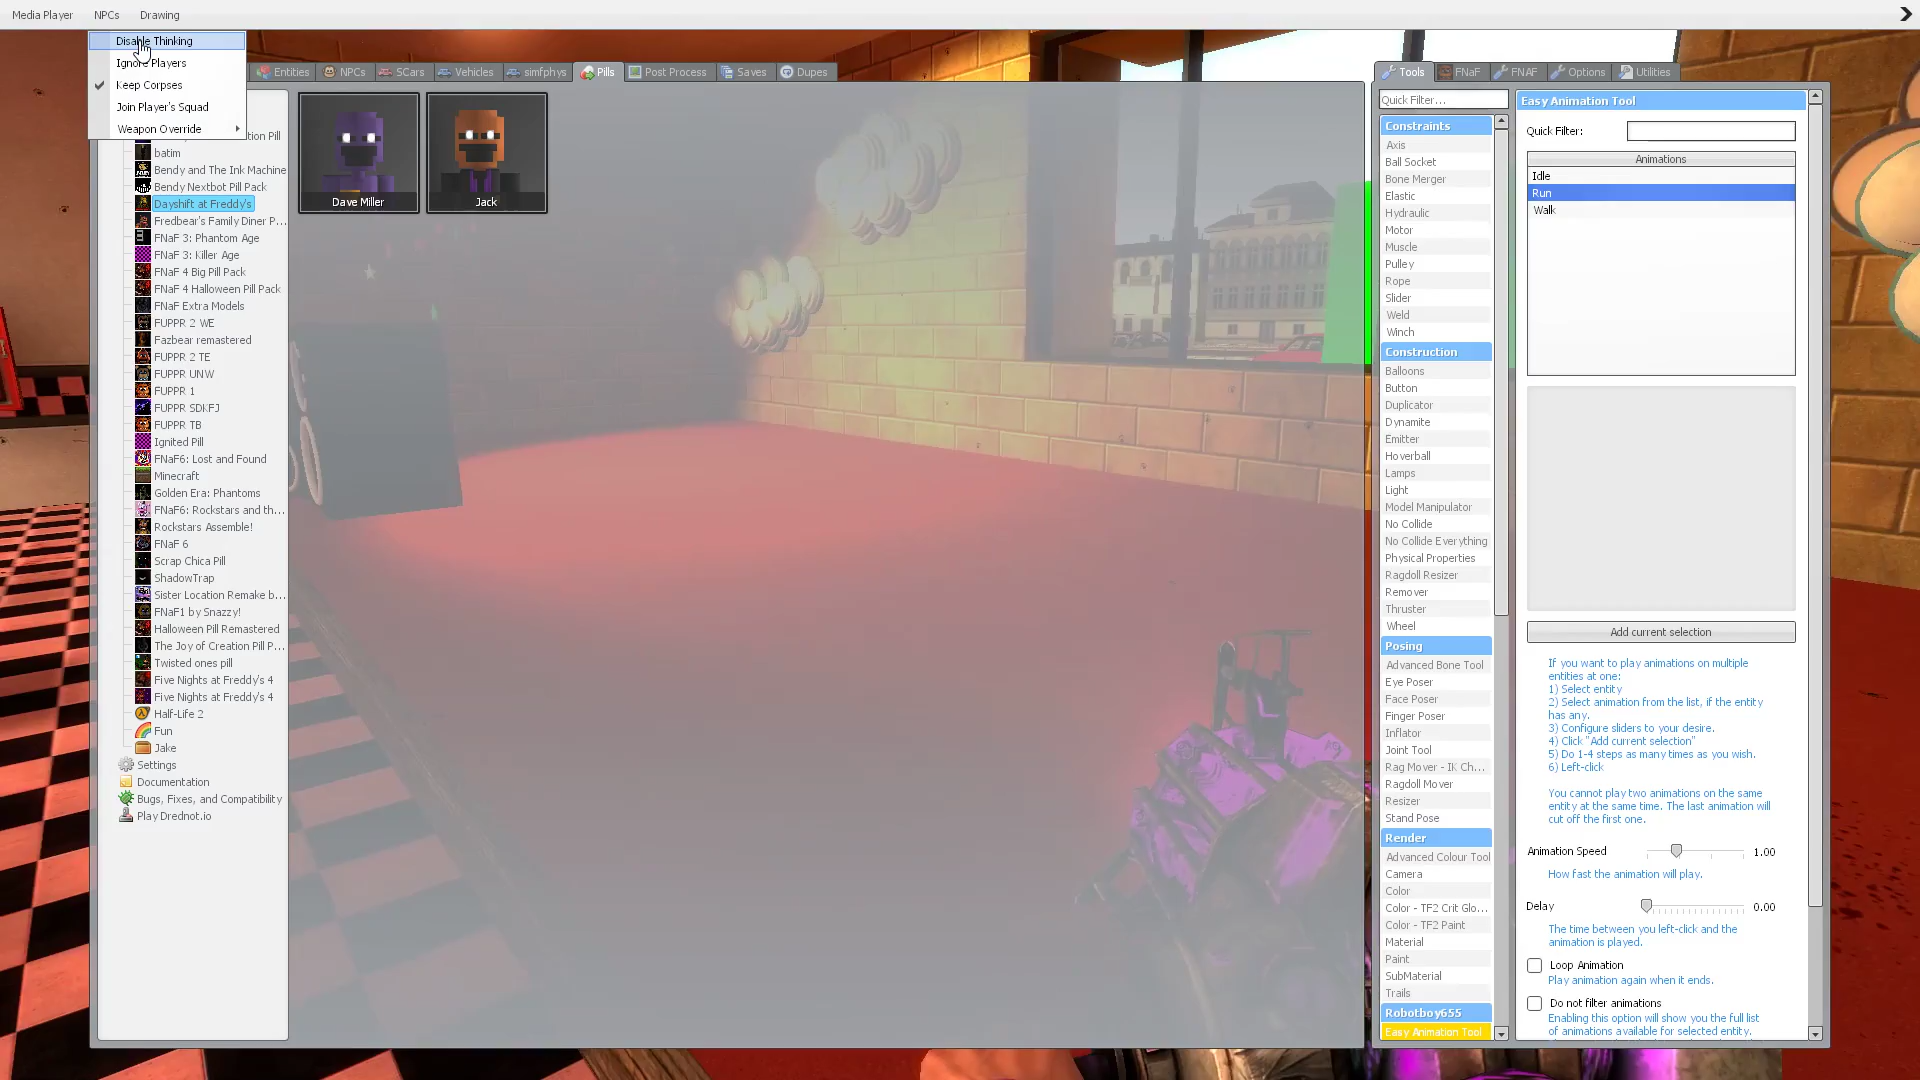 Media Player NPCs Drawing
Disable Thinking
Ignore Players
Keep Corpses
Join Player's Squad
Weapon Override
Entities NPCs SCars Vehicles simfphys Pills Post Process Saves Dupes
ion Pill
batim
Bendy and The Ink Machine
Bendy Nextbot Pill Pack
Dayshift at Freddy's
Fredbear's Family Diner P...
FNaF 3: Phantom Age
FNaF 3: Killer Age
FNaF 4 Big Pill Pack
FNaF 4 Halloween Pill Pack
FNaF Extra Models
FUPPR 2 WE
Fazbear remastered
FUPPR 2 TE
FUPPR UNW
FUPPR 1
FUPPR SDKFJ
FUPPR TB
Ignited Pill
FNaF6: Lost and Found
Minecraft
Golden Era: Phantoms
FNaF6: Rockstars and th...
Rockstars Assemble!
FNaF 6
Scrap Chica Pill
ShadowTrap
Sister Location Remake b...
FNaF1 by Snazzy!
Halloween Pill Remastered
The Joy of Creation Pill P...
Twisted ones pill
Five Nights at Freddy's 4
Five Nights at Freddy's 4
Half-Life 2
Fun
Jake
Settings
Documentation
Bugs, Fixes, and Compatibility
Play Drednot.io
Dave Miller
Jack
Tools FNaF FNAF Options Utilities
Quick Filter...
Constraints
Axis
Ball Socket
Bone Merger
Elastic
Hydraulic
Motor
Muscle
Pulley
Rope
Slider
Weld
Winch
Construction
Balloons
Button
Duplicator
Dynamite
Emitter
Hoverball
Lamps
Light
Model Manipulator
No Collide
No Collide Everything
Physical Properties
Ragdoll Resizer
Remover
Thruster
Wheel
Posing
Advanced Bone Tool
Eye Poser
Face Poser
Finger Poser
Inflator
Joint Tool
Rag Mover - IK Ch...
Ragdoll Mover
Resizer
Stand Pose
Render
Advanced Colour Tool
Camera
Color
Color - TF2 Crit Glo...
Color - TF2 Paint
Material
Paint
SubMaterial
Trails
Robotboy655
Easy Animation Tool
Easy Animation Tool
Quick Filter:
Animations
Idle
Run
Walk
Add current selection
If you want to play animations on multiple
entities at one:
1) Select entity
2) Select animation from the list, if the entity
has any.
3) Configure sliders to your desire.
4) Click "Add current selection"
5) Do 1-4 steps as many times as you wish.
6) Left-click
You cannot play two animations on the same
entity at the same time. The last animation will
cut off the first one.
Animation Speed 1.00
How fast the animation will play.
Delay 0.00
The time between you left-click and the
animation is played.
Loop Animation
Play animation again when it ends.
Do not filter animations
Enabling this option will show you the full list
of animations available for selected entity.